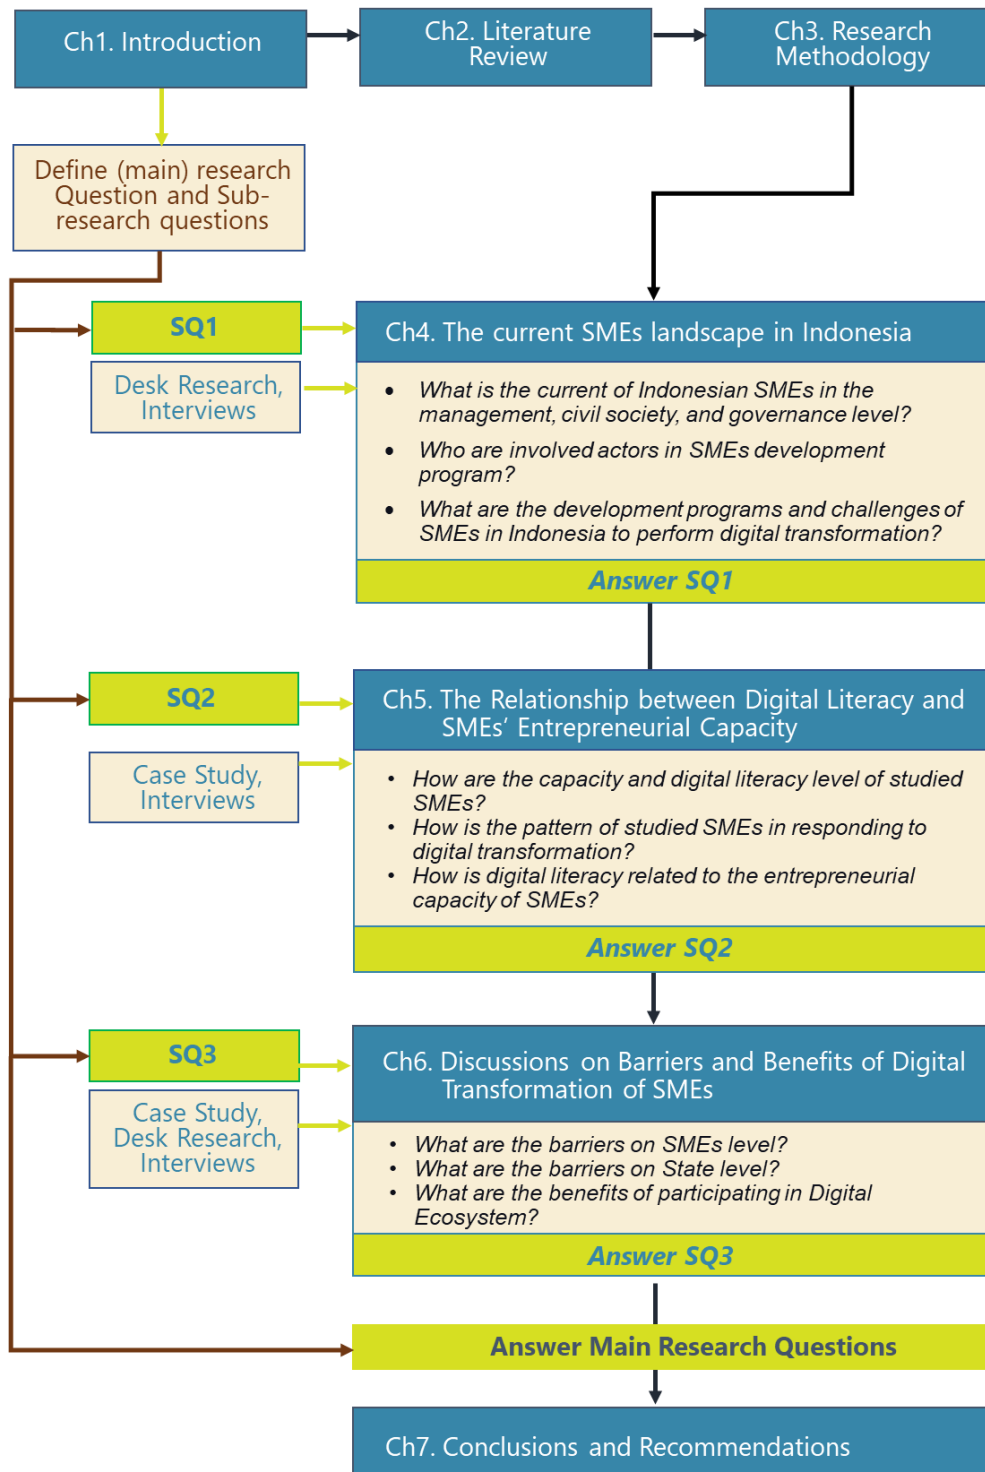 Ch1. Introduction
Ch2. Literature
Review
Ch3. Research
Methodology
Define (main) research
Question and Sub-
research questions
SQ1
Desk Research,
Interviews
Ch4. The current SMEs landscape in Indonesia
• What is the current of Indonesian SMEs in the
management, civil society, and governance level?
• Who are involved actors in SMEs development
program?
• What are the development programs and challenges of
SMEs in Indonesia to perform digital transformation?
Answer SQ1
SQ2
Case Study,
Interviews
Ch5. The Relationship between Digital Literacy and
SMEs’ Entrepreneurial Capacity
• How are the capacity and digital literacy level of studied
SMEs?
• How is the pattern of studied SMEs in responding to
digital transformation?
• How is digital literacy related to the entrepreneurial
capacity of SMEs?
Answer SQ2
SQ3
Case Study,
Desk Research,
Interviews
Ch6. Discussions on Barriers and Benefits of Digital
Transformation of SMEs
• What are the barriers on SMEs level?
• What are the barriers on State level?
• What are the benefits of participating in Digital
Ecosystem?
Answer SQ3
Answer Main Research Questions
Ch7. Conclusions and Recommendations